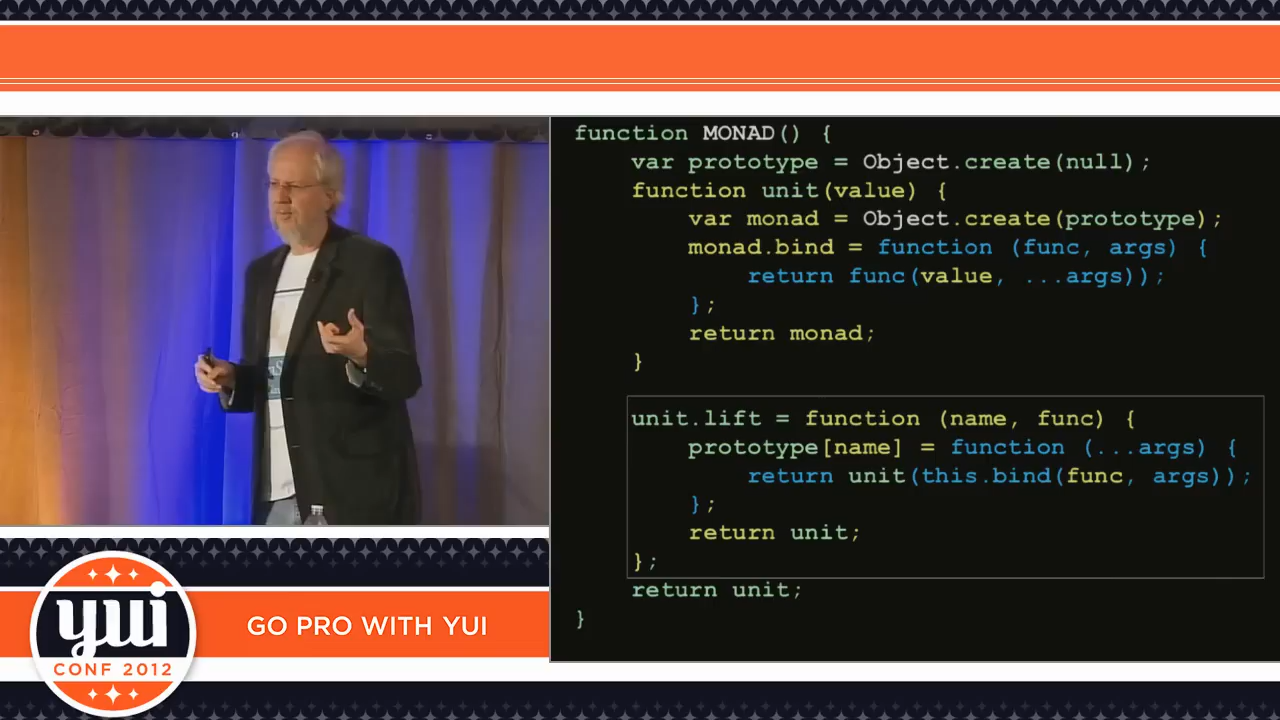 function MONAD() {
    var prototype = Object.create(null);
    function unit(value) {
        var monad = Object.create(prototype);
        monad.bind = function (func, args) {
            return func(value, ...args));
        };
        return monad;
    }
    unit.lift = function (name, func) {
        prototype[name] = function (...args) {
            return unit(this.bind(func, args));
        };
        return unit;
    };
    return unit;
}
yui
CONF 2012
GO PRO WITH YUI